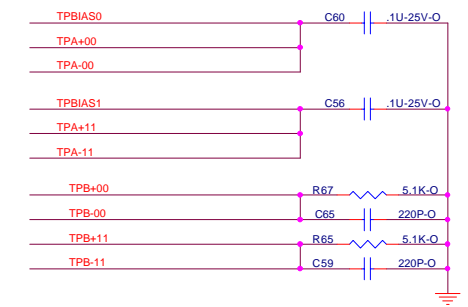 TPBIAS0 C60 .1U-25V-O
TPA+00
TPA-00
TPBIAS1 C56 .1U-25V-O
TPA+11
TPA-11
TPB+00 R67 5.1K-O
TPB-00 C65 220P-O
TPB+11 R65 5.1K-O
TPB-11 C59 220P-O